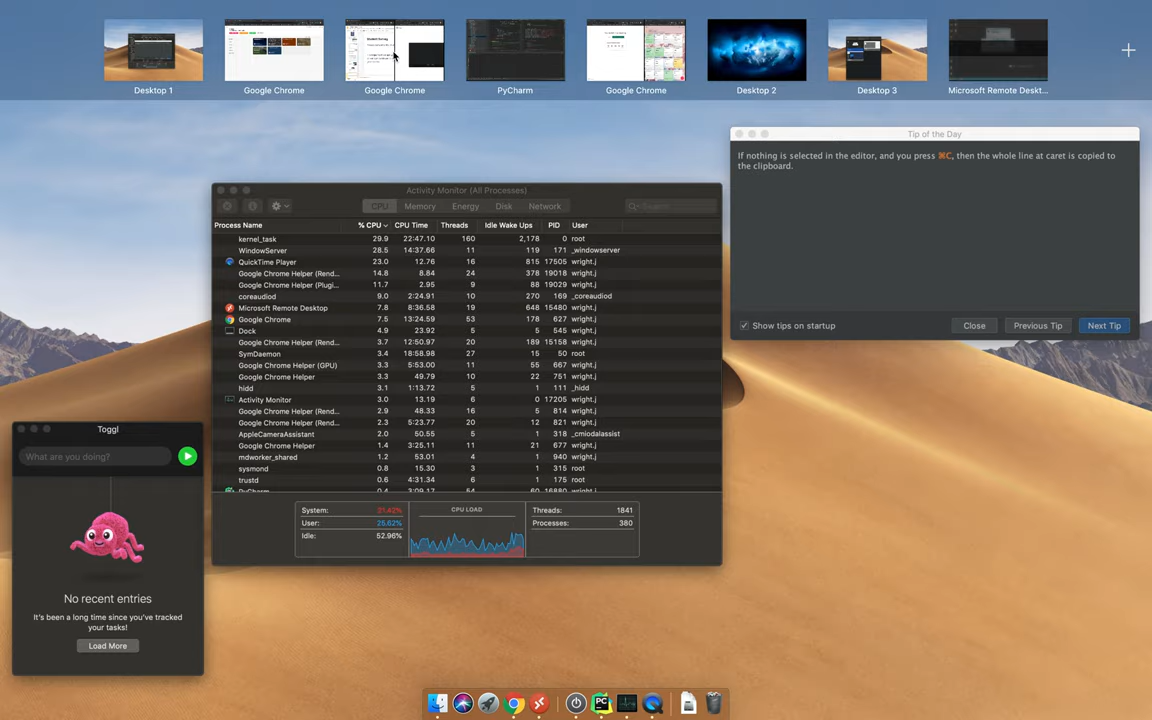 Desktop 1
Google Chrome
Google Chrome
PyCharm
Google Chrome
Desktop 2
Desktop 3
Microsoft Remote Deskt...
Tip of the Day
If nothing is selected in the editor, and you press ⌘C, then the whole line at caret is copied to
the clipboard.
Show tips on startup
Close
Previous Tip
Next Tip
Activity Monitor (All Processes)
CPU
Memory
Energy
Disk
Network
Search
Process Name % CPU CPU Time Threads Idle Wake Ups PID User
kernel_task 29.9 22:47.10 160 2,178 0 root
WindowServer 28.5 14:37.66 11 119 171 _windowserver
QuickTime Player 23.0 12.76 16 815 17505 wright.j
Google Chrome Helper (Rend... 14.8 8.84 24 378 19018 wright.j
Google Chrome Helper (Plugi... 11.7 2.95 9 88 19029 wright.j
coreaudiod 9.0 2:24.91 10 270 169 _coreaudiod
Microsoft Remote Desktop 7.8 8:36.58 19 648 15480 wright.j
Google Chrome 7.5 13:24.59 53 178 627 wright.j
Dock 4.9 23.92 5 5 545 wright.j
Google Chrome Helper (Rend... 3.7 12:50.97 20 189 15158 wright.j
SymDaemon 3.4 18:58.98 27 15 50 root
Google Chrome Helper (GPU) 3.3 5:53.00 11 55 667 wright.j
Google Chrome Helper 3.3 49.79 10 22 771 wright.j
hidd 3.1 1:13.72 5 1 111 _hidd
Activity Monitor 3.0 13.19 6 0 17205 wright.j
Google Chrome Helper (Rend... 2.9 48.33 16 5 814 wright.j
Google Chrome Helper (Rend... 2.3 5:23.77 20 12 821 wright.j
AppleCameraAssistant 2.0 50.55 5 1 318 _cmiodalassist
Google Chrome Helper 1.4 3:25.11 11 21 677 wright.j
mdworker_shared 1.2 53.01 4 1 940 wright.j
sysmond 0.8 15.30 3 1 315 root
trustd 0.6 4:31.34 6 1 175 root
PyCharm 0.4 3:09.17 54 60 16880 wright.j
System: 21.42%
User: 25.62%
Idle: 52.96%
CPU LOAD
Threads: 1841
Processes: 380
Toggl
What are you doing?
No recent entries
It's been a long time since you've tracked
your tasks!
Load More
PC